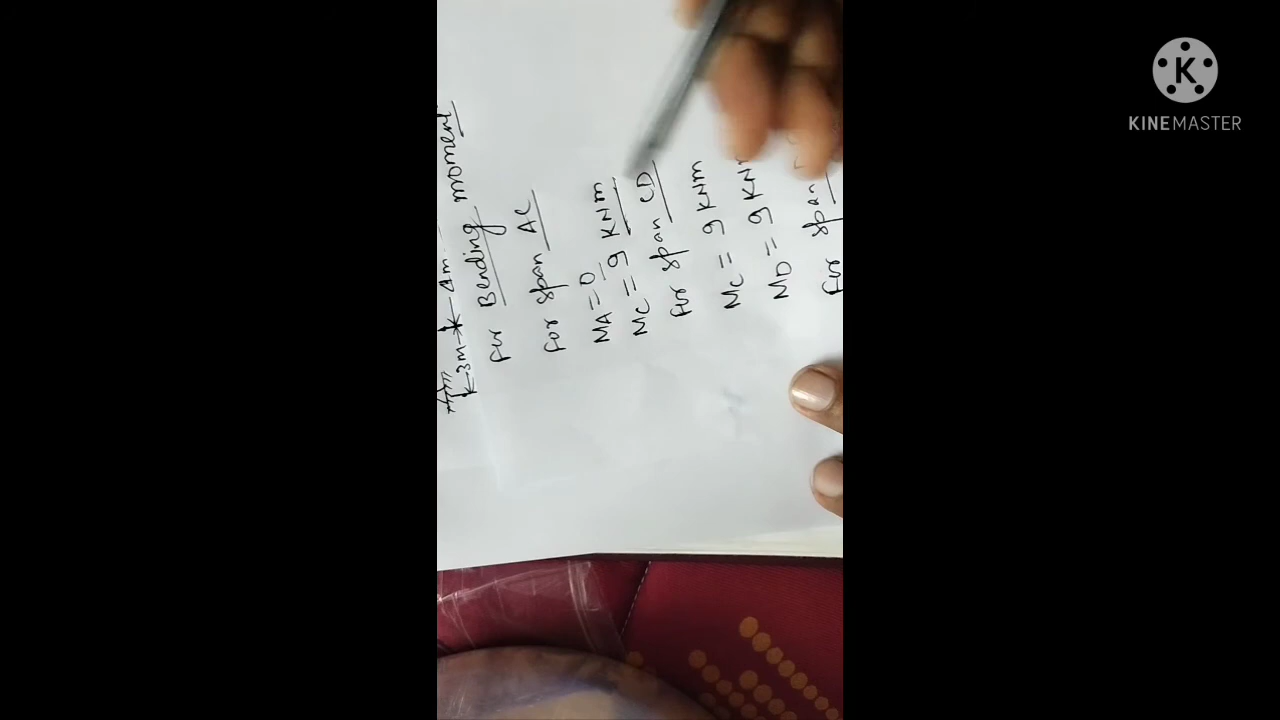 K-3m→K- 4m-
For Bending moment
For span AC
MA = 0
MC = 9 KNm
For span CD
MC = 9 KNm
MD = 9 KN
For span
KINEMASTER